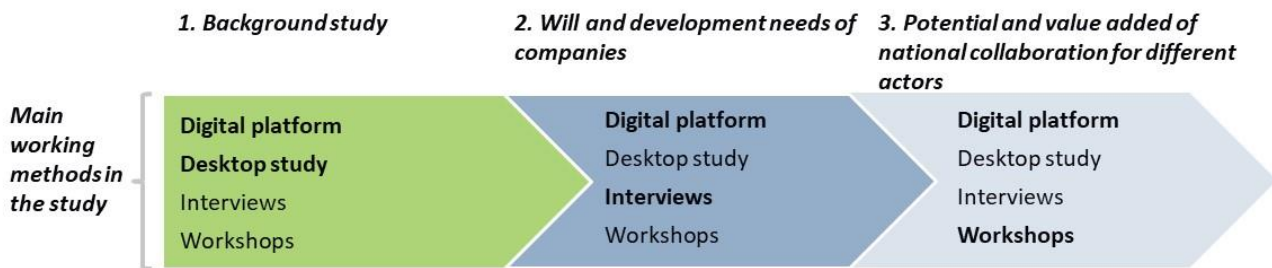 1. Background study
2. Will and development needs of
companies
3. Potential and value added of
national collaboration for different
actors
Main
working
methods in
the study
Digital platform
Desktop study
Interviews
Workshops
Digital platform
Desktop study
Interviews
Workshops
Digital platform
Desktop study
Interviews
Workshops